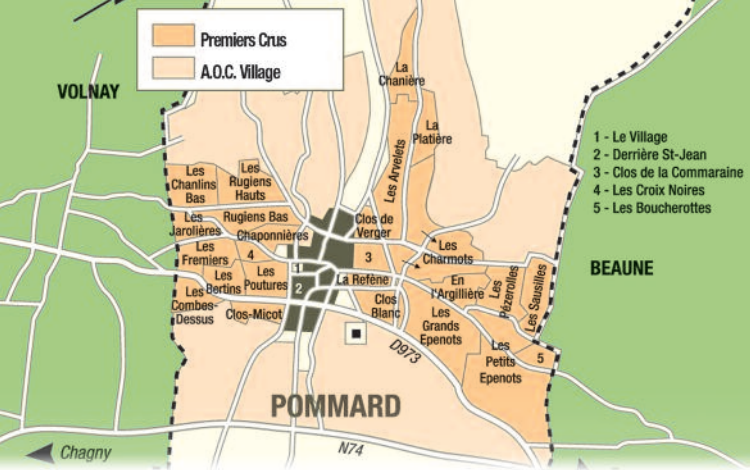 Premiers Crus
A.O.C. Village
VOLNAY
BEAUNE
1 - Le Village
2 - Derrière St-Jean
3 - Clos de la Commaraine
4 - Les Croix Noires
5 - Les Boucherottes
La
Chanière
La
Platière
Les Arvelets
Les
Chanlins
Bas
Les
Rugiens
Hauts
Les
Jarolières
Rugiens Bas
Chaponnières
Clos de
Verger
Les
Charmots
Les
Fremiers
4
1
2
3
Les
Bertins
Les
Poutures
La Refène
En
l'Argillière
Les
Pézerolles
Les Sausilles
Les
Combes-
Dessus
Clos-Micot
Clos
Blanc
Les
Grands
Epenots
Les
Petits
Epenots
5
D973
POMMARD
N74
Chagny